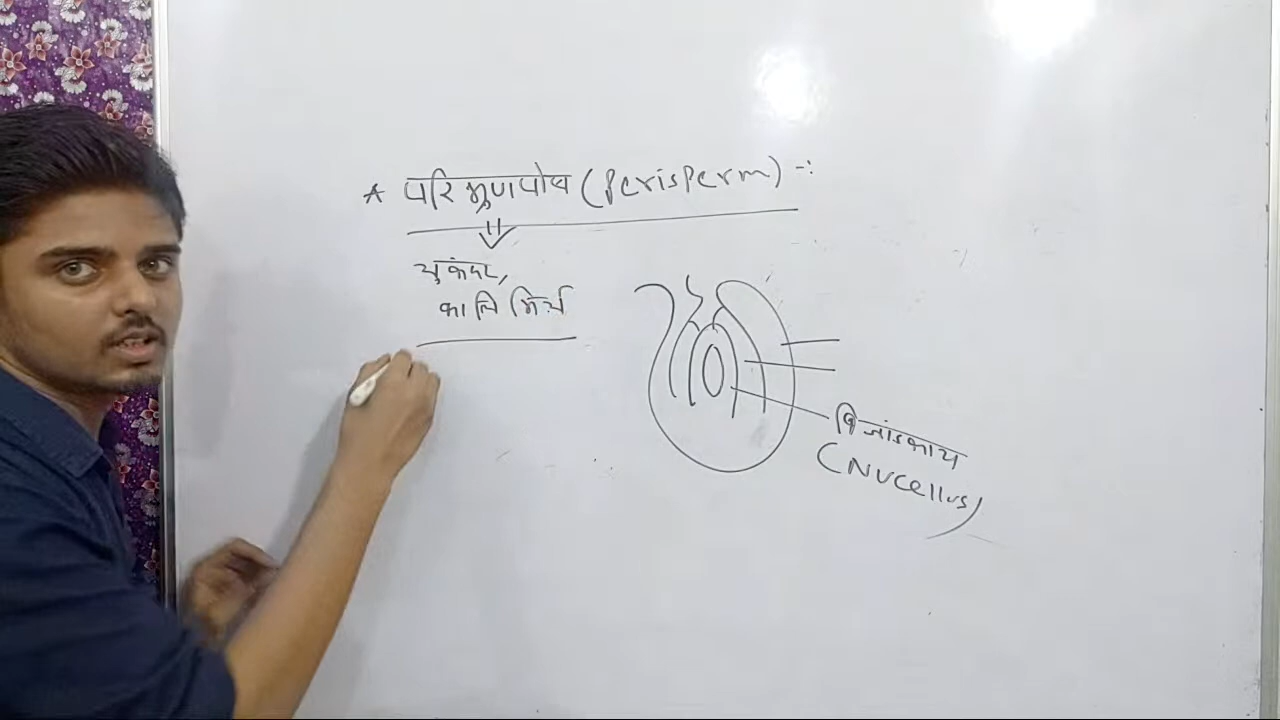 * परिभ्रूणपोष (Perisperm) -:
चुकंदर,
कालि मिर्च
बिजांडकाय
(Nucellus)